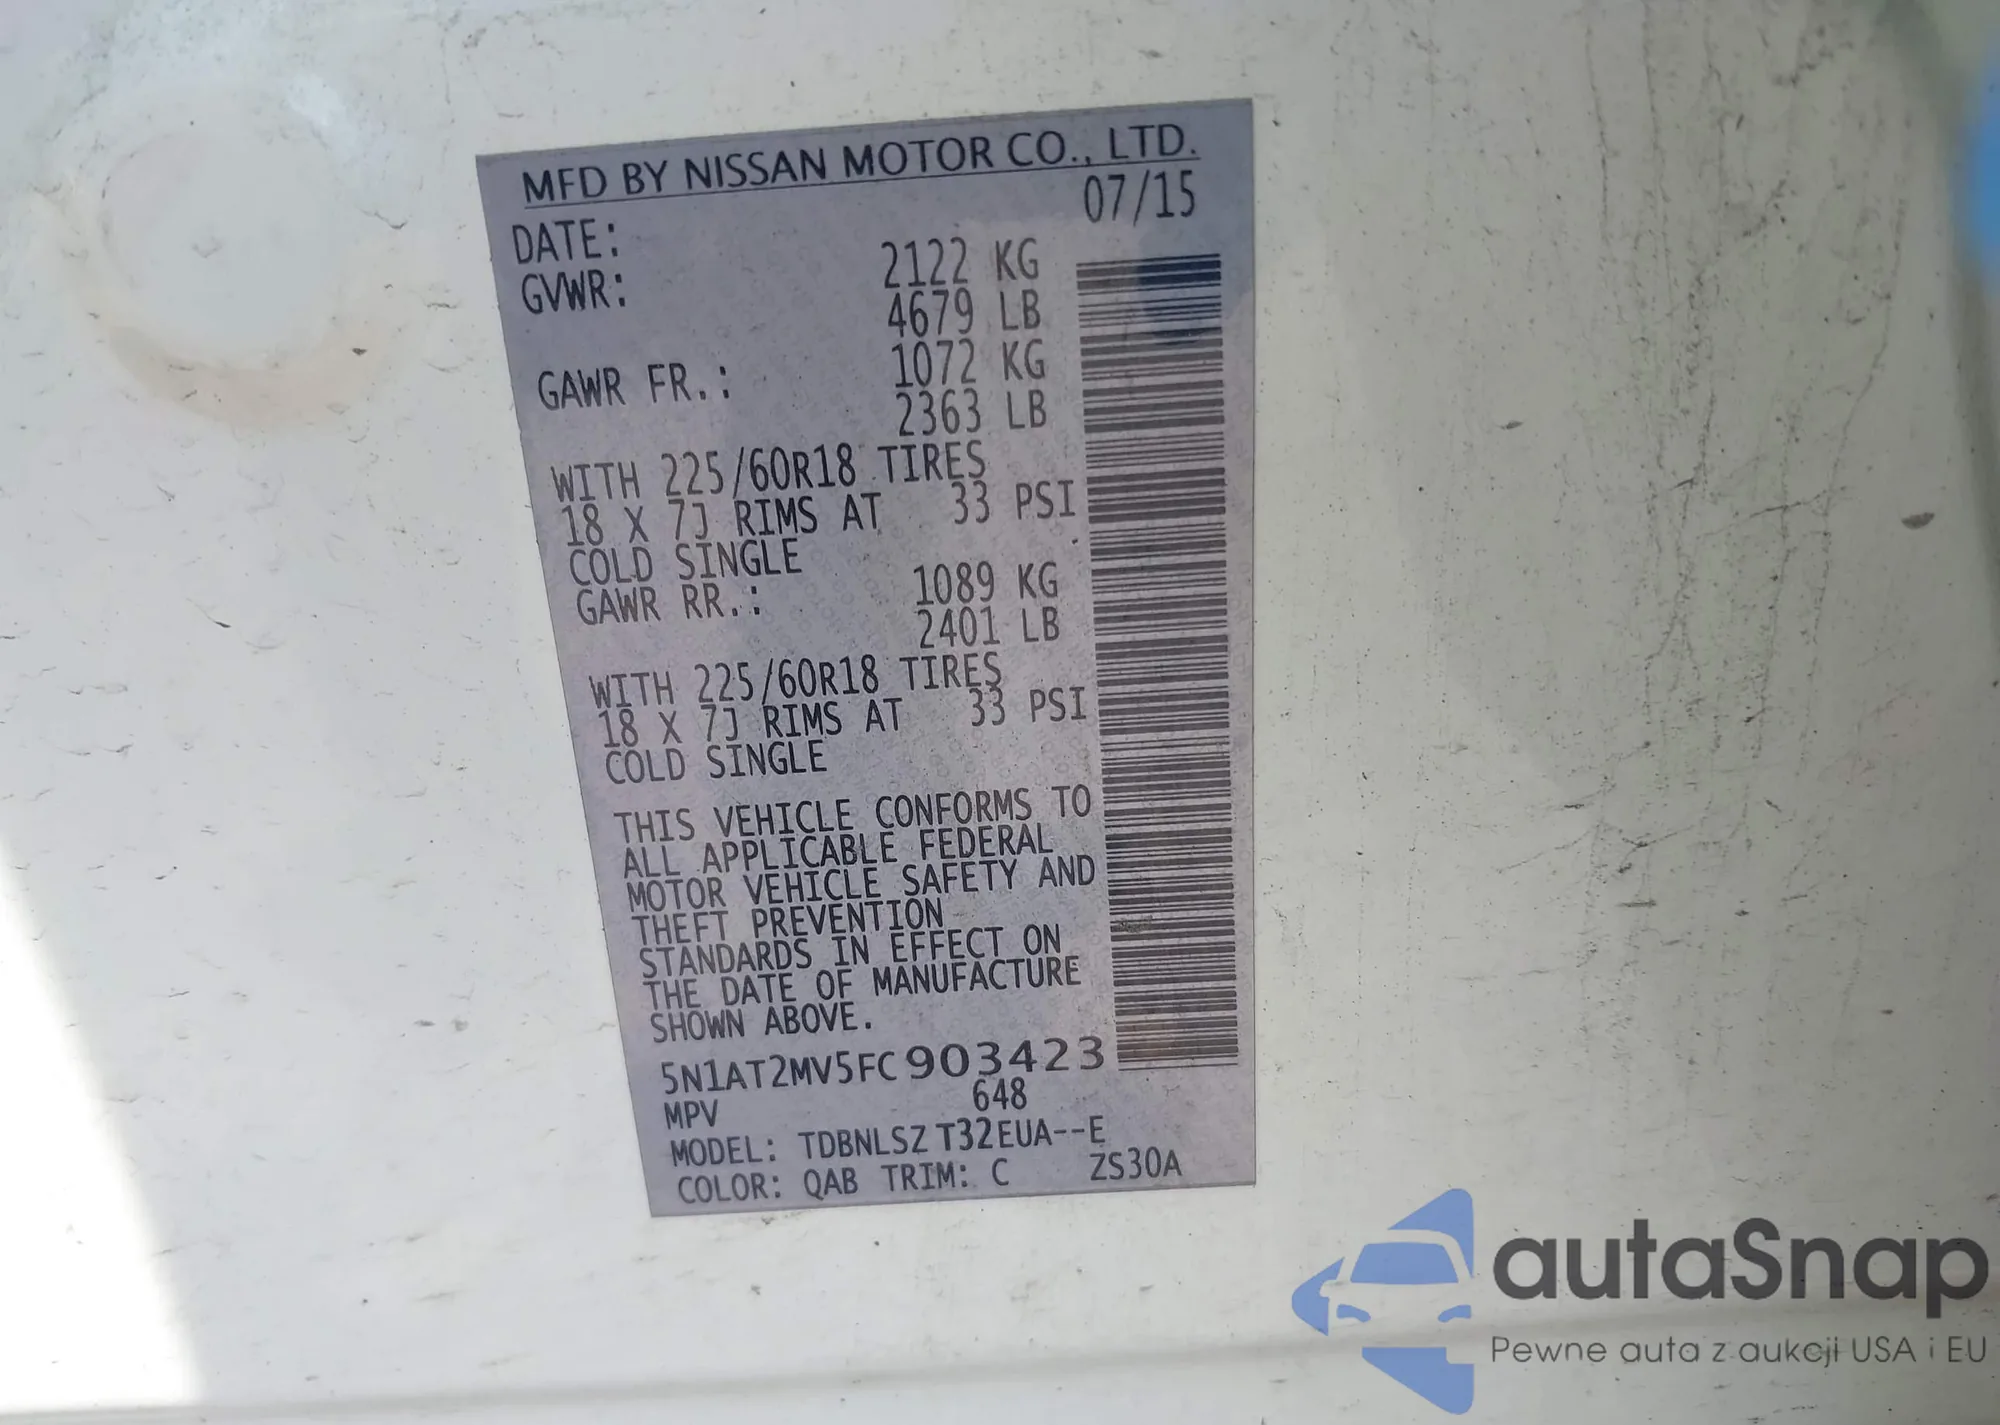 MFD BY NISSAN MOTOR CO., LTD.
DATE: 07/15
GVWR: 2122 KG
4679 LB
GAWR FR.: 1072 KG
2363 LB
WITH 225/60R18 TIRES
18 X 7J RIMS AT 33 PSI
COLD SINGLE
GAWR RR.: 1089 KG
2401 LB
WITH 225/60R18 TIRES
18 X 7J RIMS AT 33 PSI
COLD SINGLE
THIS VEHICLE CONFORMS TO
ALL APPLICABLE FEDERAL
MOTOR VEHICLE SAFETY AND
THEFT PREVENTION
STANDARDS IN EFFECT ON
THE DATE OF MANUFACTURE
SHOWN ABOVE.
5N1AT2MV5FC903423
MPV 648
MODEL: TDBNLSZ T32EUA--E
COLOR: QAB TRIM: C ZS30A
autaSnap
Pewne auta z aukcji USA i EU